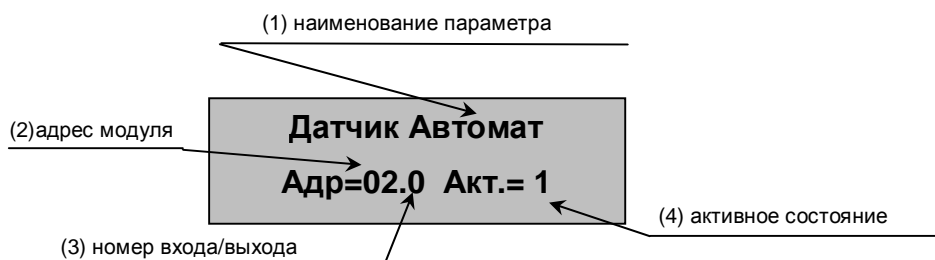 (1) наименование параметра
(2)адрес модуля
Датчик Автомат
Адр=02.0 Акт.= 1
(4) активное состояние
(3) номер входа/выхода